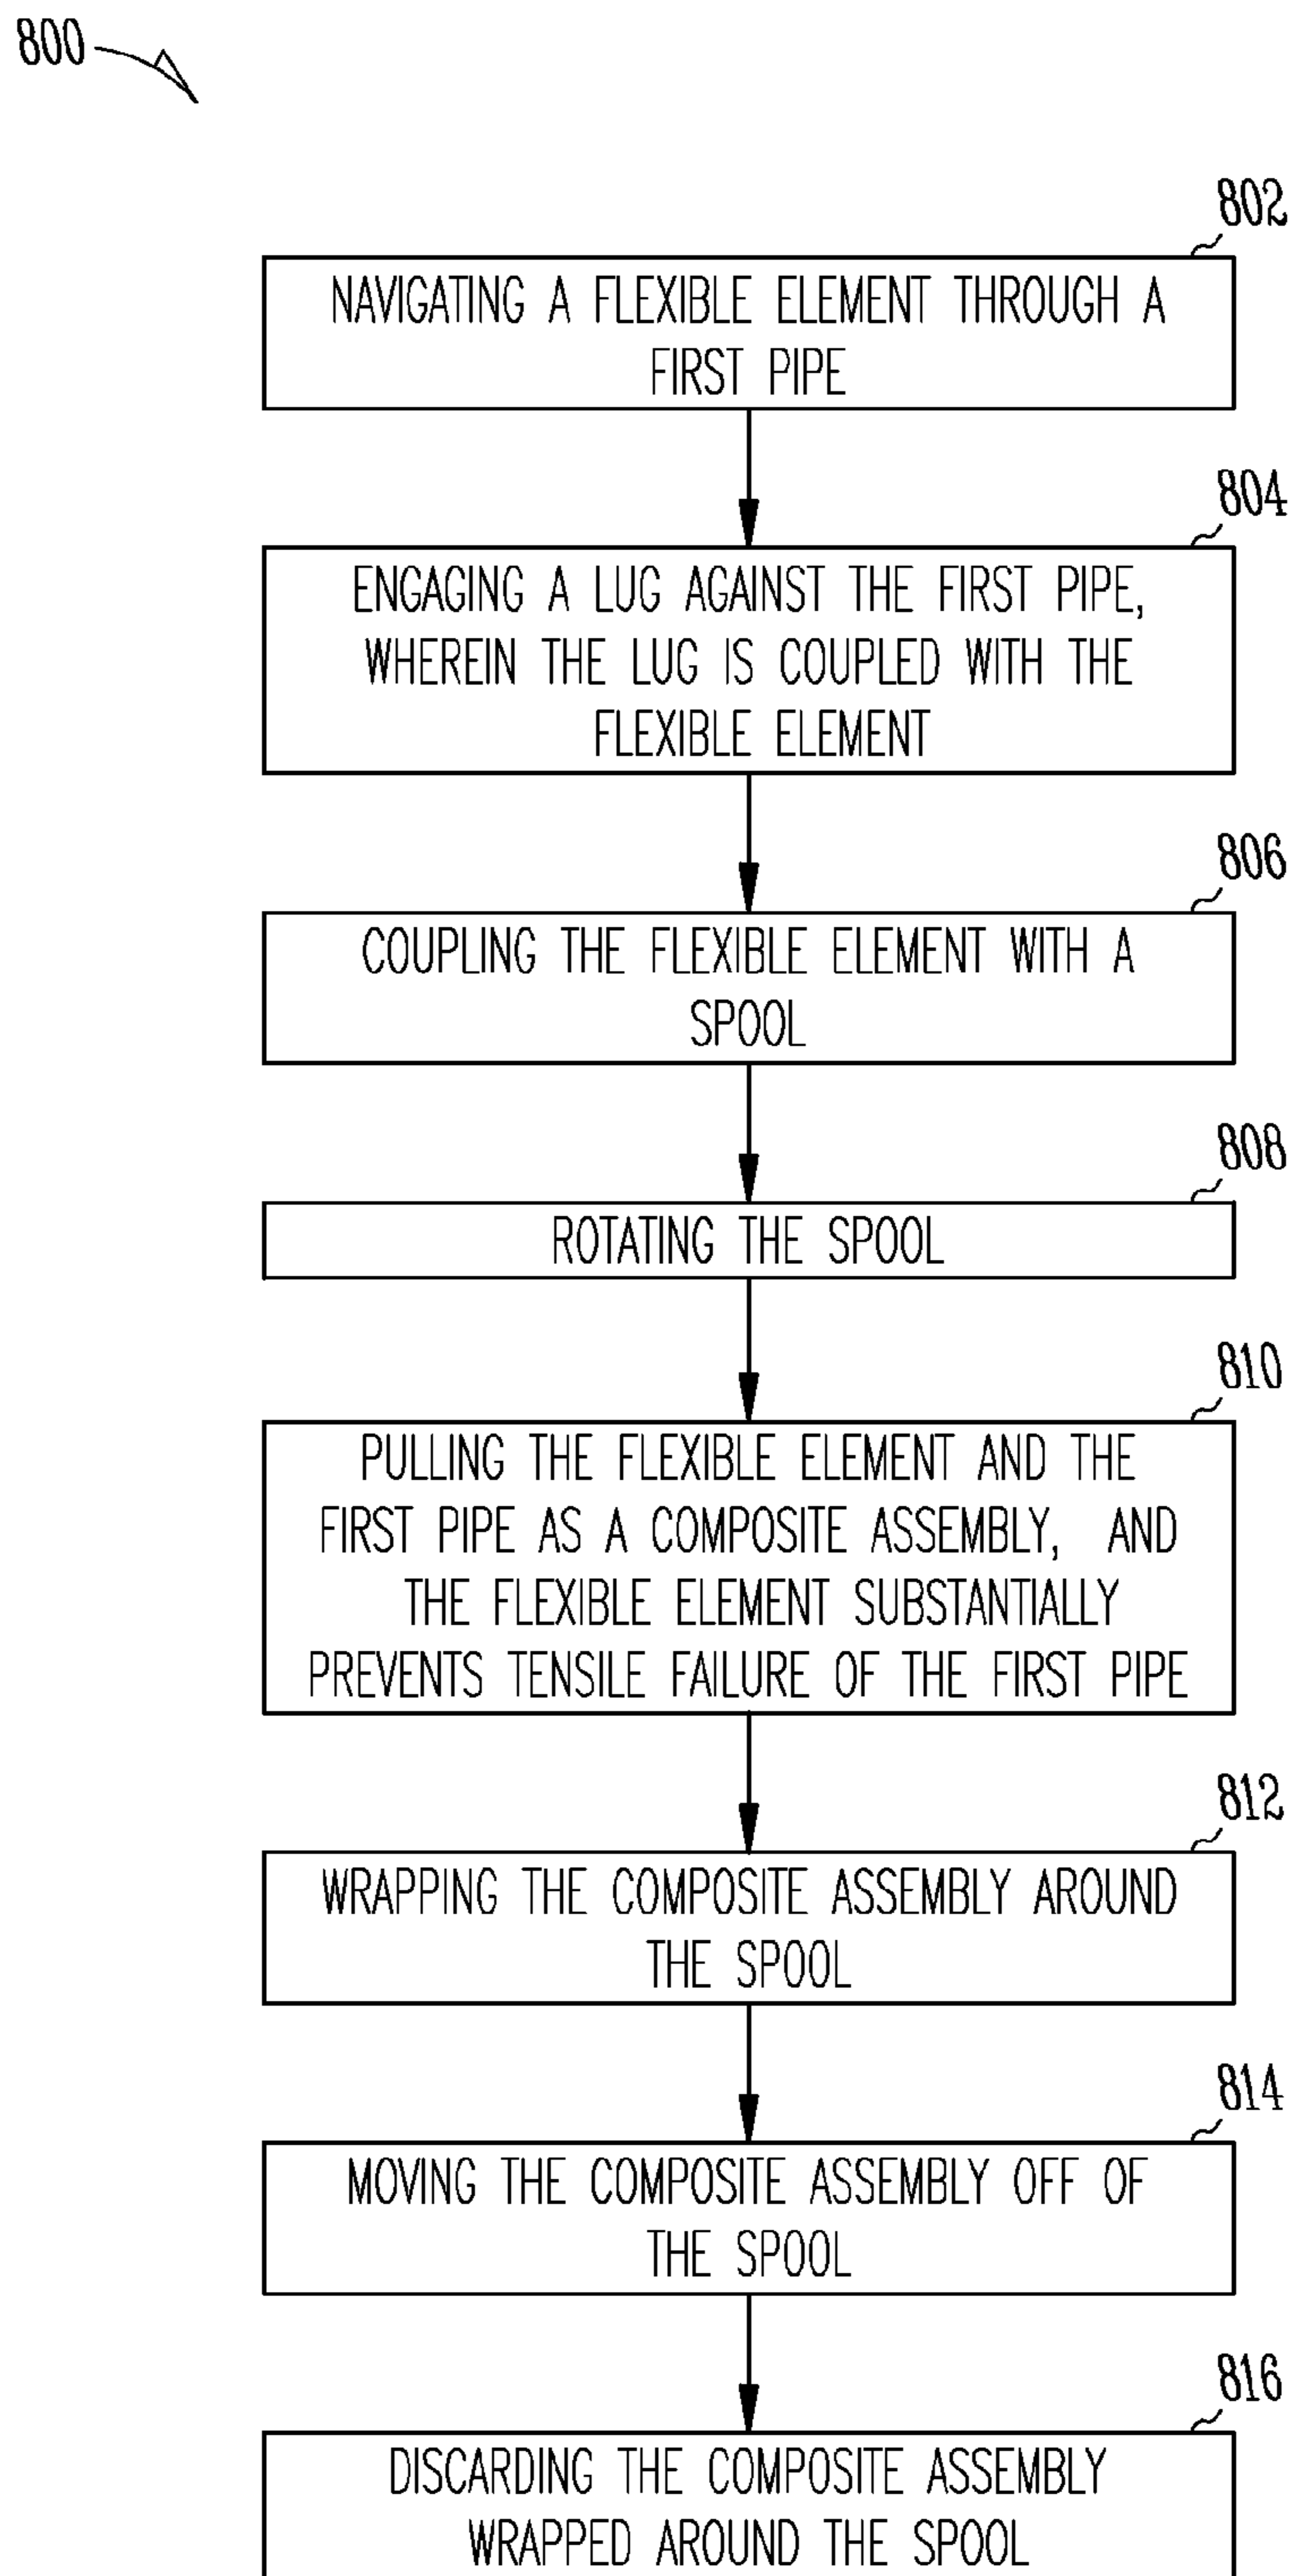 800
802
NAVIGATING A FLEXIBLE ELEMENT THROUGH A
FIRST PIPE
804
ENGAGING A LUG AGAINST THE FIRST PIPE,
WHEREIN THE LUG IS COUPLED WITH THE
FLEXIBLE ELEMENT
806
COUPLING THE FLEXIBLE ELEMENT WITH A
SPOOL
808
ROTATING THE SPOOL
810
PULLING THE FLEXIBLE ELEMENT AND THE
FIRST PIPE AS A COMPOSITE ASSEMBLY, AND
THE FLEXIBLE ELEMENT SUBSTANTIALLY
PREVENTS TENSILE FAILURE OF THE FIRST PIPE
812
WRAPPING THE COMPOSITE ASSEMBLY AROUND
THE SPOOL
814
MOVING THE COMPOSITE ASSEMBLY OFF OF
THE SPOOL
816
DISCARDING THE COMPOSITE ASSEMBLY
WRAPPED AROUND THE SPOOL